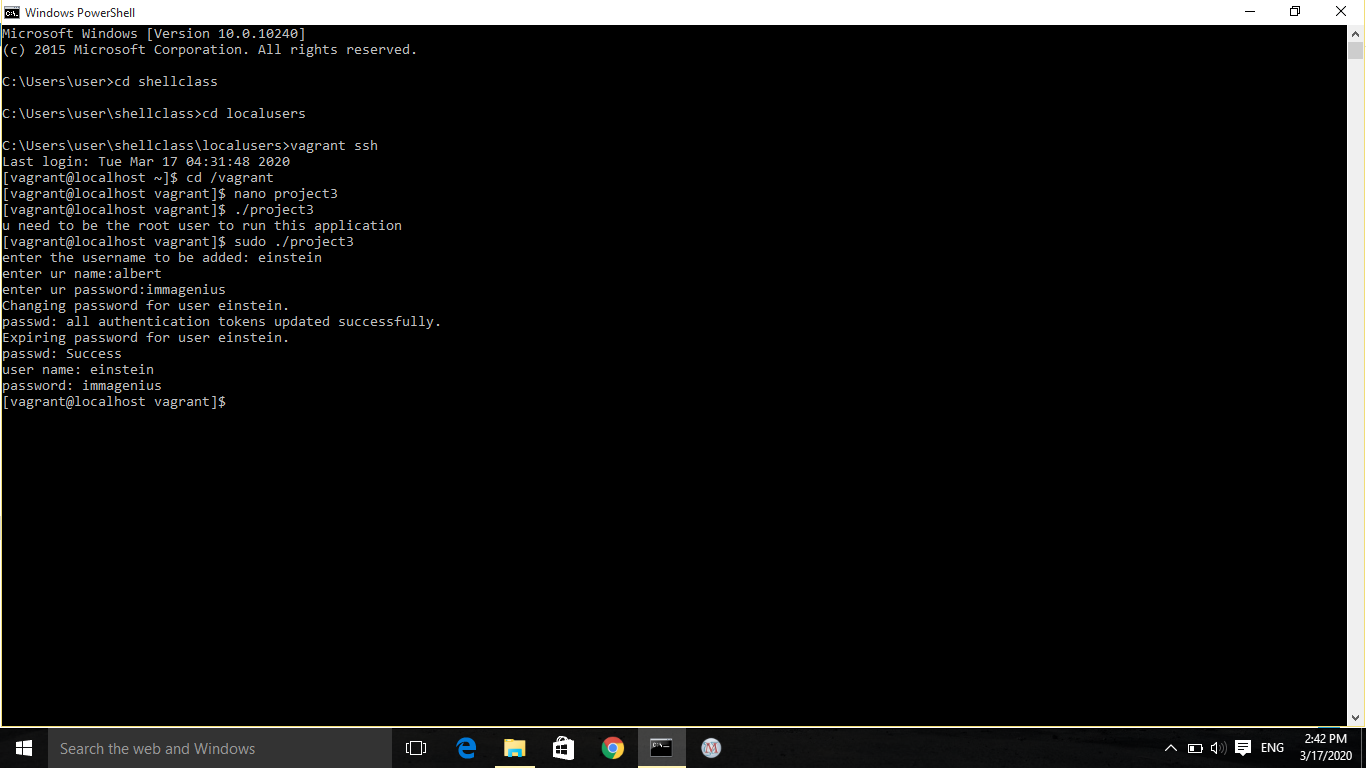 Windows PowerShell
Microsoft Windows [Version 10.0.10240]
(c) 2015 Microsoft Corporation. All rights reserved.
C:\Users\user>cd shellclass
C:\Users\user\shellclass>cd localusers
C:\Users\user\shellclass\localusers>vagrant ssh
Last login: Tue Mar 17 04:31:48 2020
[vagrant@localhost ~]$ cd /vagrant
[vagrant@localhost vagrant]$ nano project3
[vagrant@localhost vagrant]$ ./project3
u need to be the root user to run this application
[vagrant@localhost vagrant]$ sudo ./project3
enter the username to be added: einstein
enter ur name:albert
enter ur password:immagenius
Changing password for user einstein.
passwd: all authentication tokens updated successfully.
Expiring password for user einstein.
passwd: Success
user name: einstein
password: immagenius
[vagrant@localhost vagrant]$
Search the web and Windows
ENG
2:42 PM
3/17/2020